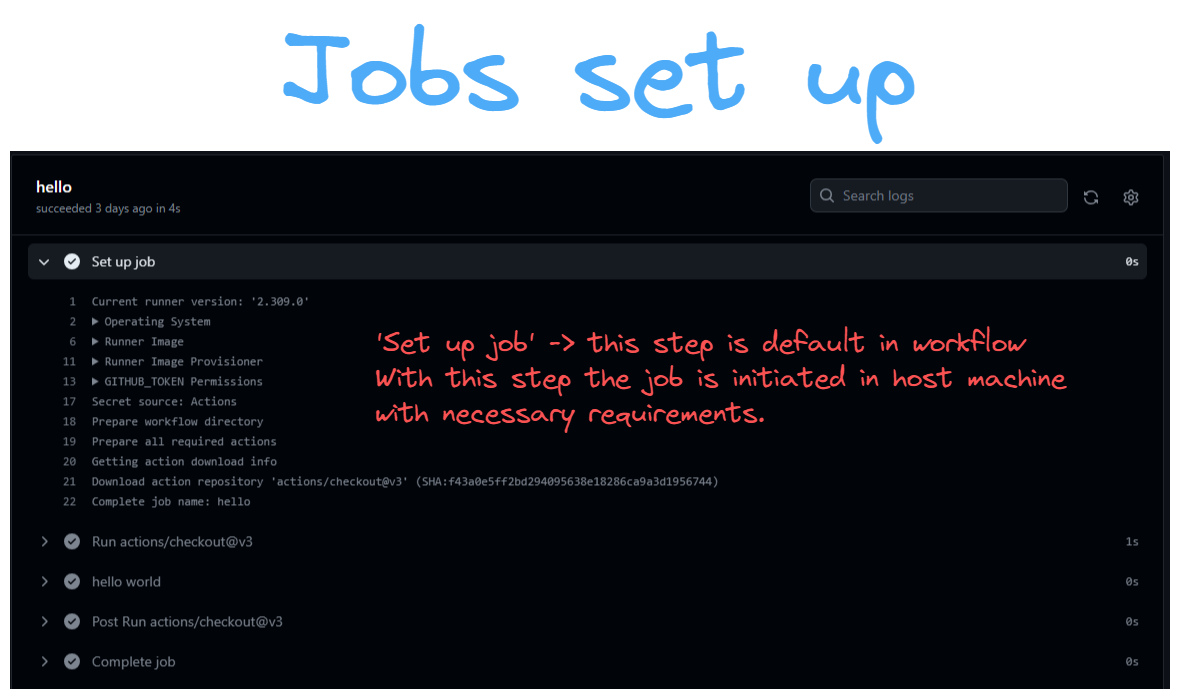 Jobs set up
hello
succeeded 3 days ago in 4s
Search logs
Set up job 0s
1 Current runner version: '2.309.0'
2 ▶ Operating System
6 ▶ Runner Image
11 ▶ Runner Image Provisioner
13 ▶ GITHUB_TOKEN Permissions
17 Secret source: Actions
18 Prepare workflow directory
19 Prepare all required actions
20 Getting action download info
21 Download action repository 'actions/checkout@v3' (SHA:f43a0e5ff2bd294095638e18286ca9a3d1956744)
22 Complete job name: hello
'Set up job' -> this step is default in workflow
With this step the job is initiated in host machine
with necessary requirements.
Run actions/checkout@v3 1s
hello world 0s
Post Run actions/checkout@v3 0s
Complete job 0s